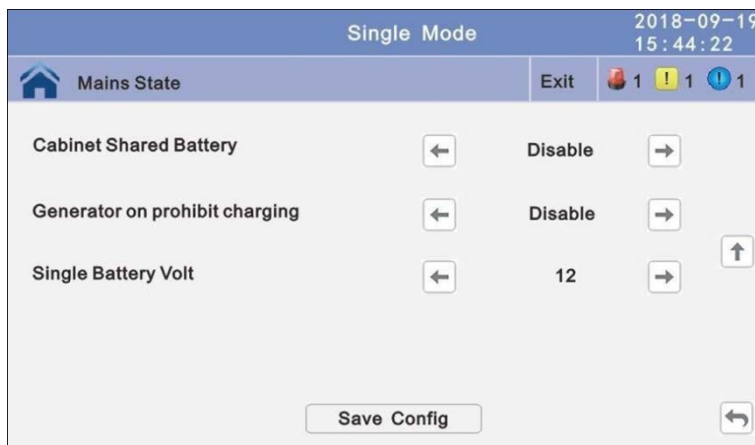 Single Mode
2018-09-19
15:44:22
Mains State
Exit
1
! 1
! 1
Cabinet Shared Battery
Disable
Generator on prohibit charging
Disable
Single Battery Volt
12
Save Config